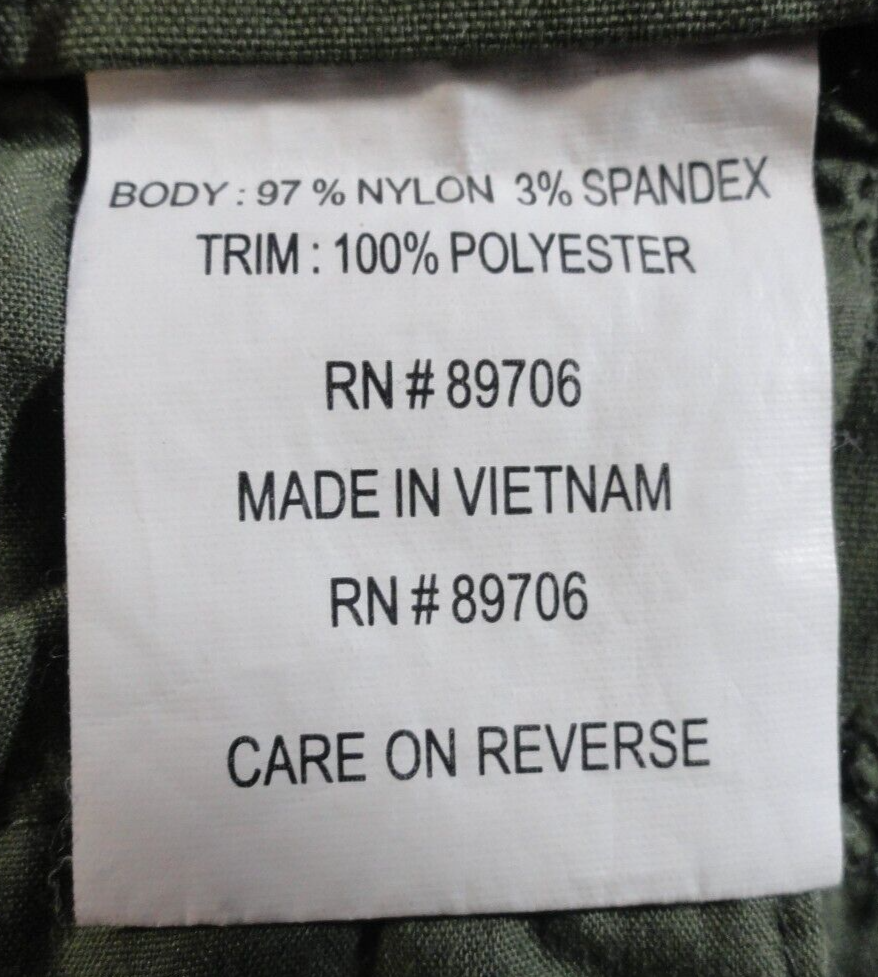 BODY : 97 % NYLON 3% SPANDEX
TRIM : 100% POLYESTER
RN # 89706
MADE IN VIETNAM
RN # 89706
CARE ON REVERSE